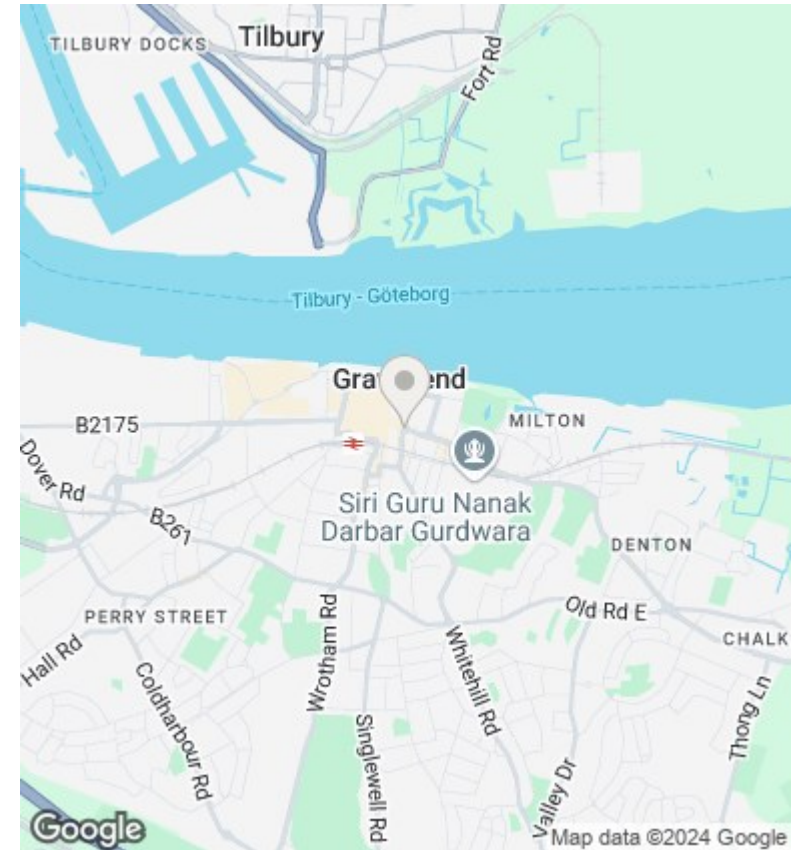 Tilbury
TILBURY DOCKS
Fort Rd
Tilbury - Göteborg
Gra end
B2175
MILTON
Dover Rd
B261
Siri Guru Nanak
Darbar Gurdwara
DENTON
Old Rd E
PERRY STREET
CHALK
Hall Rd
Wrotham Rd
Whitehill Rd
Coldharbour Rd
Singlewell Rd
Thong Ln
Valley Dr
Google
Map data ©2024 Google